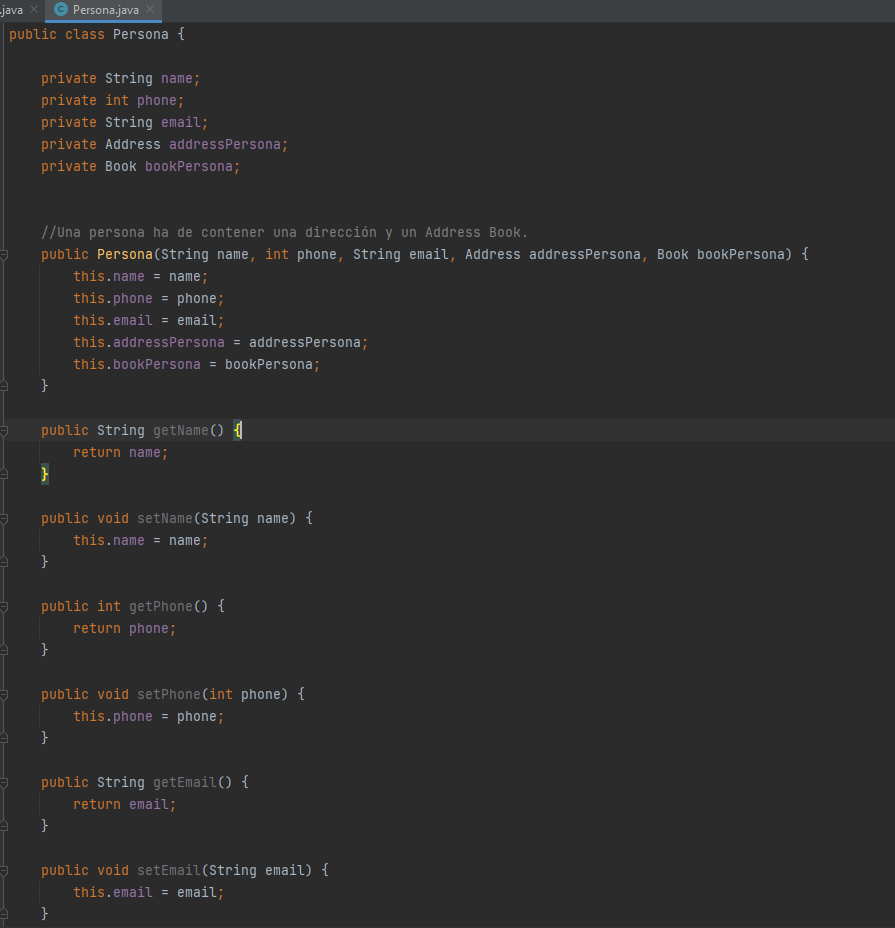 .java Persona.java
public class Persona {
private String name;
private int phone;
private String email;
private Address addressPersona;
private Book bookPersona;
//Una persona ha de contener una dirección y un Address Book.
public Persona(String name, int phone, String email, Address addressPersona, Book bookPersona) {
this.name = name;
this.phone = phone;
this.email = email;
this.addressPersona = addressPersona;
this.bookPersona = bookPersona;
}
public String getName() {
return name;
}
public void setName(String name) {
this.name = name;
}
public int getPhone() {
return phone;
}
public void setPhone(int phone) {
this.phone = phone;
}
public String getEmail() {
return email;
}
public void setEmail(String email) {
this.email = email;
}